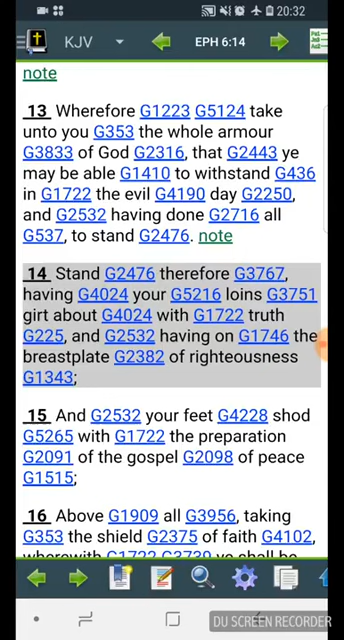 20:32
KJV EPH 6:14
note
13 Wherefore G1223 G5124 take
unto you G353 the whole armour
G3833 of God G2316, that G2443 ye
may be able G1410 to withstand G436
in G1722 the evil G4190 day G2250,
and G2532 having done G2716 all
G537, to stand G2476. note
14 Stand G2476 therefore G3767,
having G4024 your G5216 loins G3751
girt about G4024 with G1722 truth
G225, and G2532 having on G1746 the
breastplate G2382 of righteousness
G1343;
15 And G2532 your feet G4228 shod
G5265 with G1722 the preparation
G2091 of the gospel G2098 of peace
G1515;
16 Above G1909 all G3956, taking
G353 the shield G2375 of faith G4102,
wherewith G1722 G3739 ye shall be
DU SCREEN RECORDER